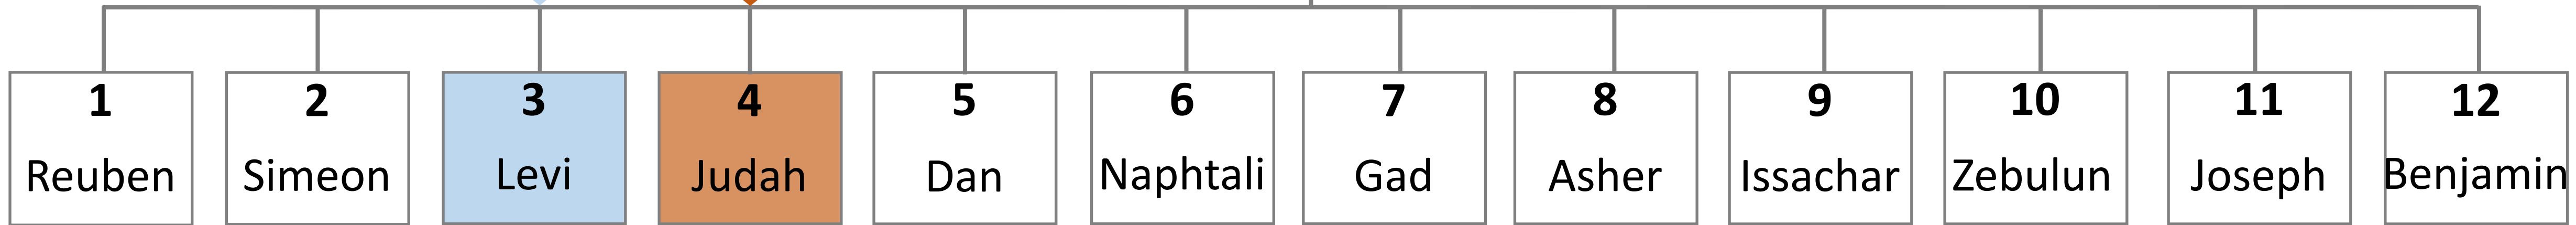 1
Reuben
2
Simeon
3
Levi
4
Judah
5
Dan
6
Naphtali
7
Gad
8
Asher
9
Issachar
10
Zebulun
11
Joseph
12
Benjamin